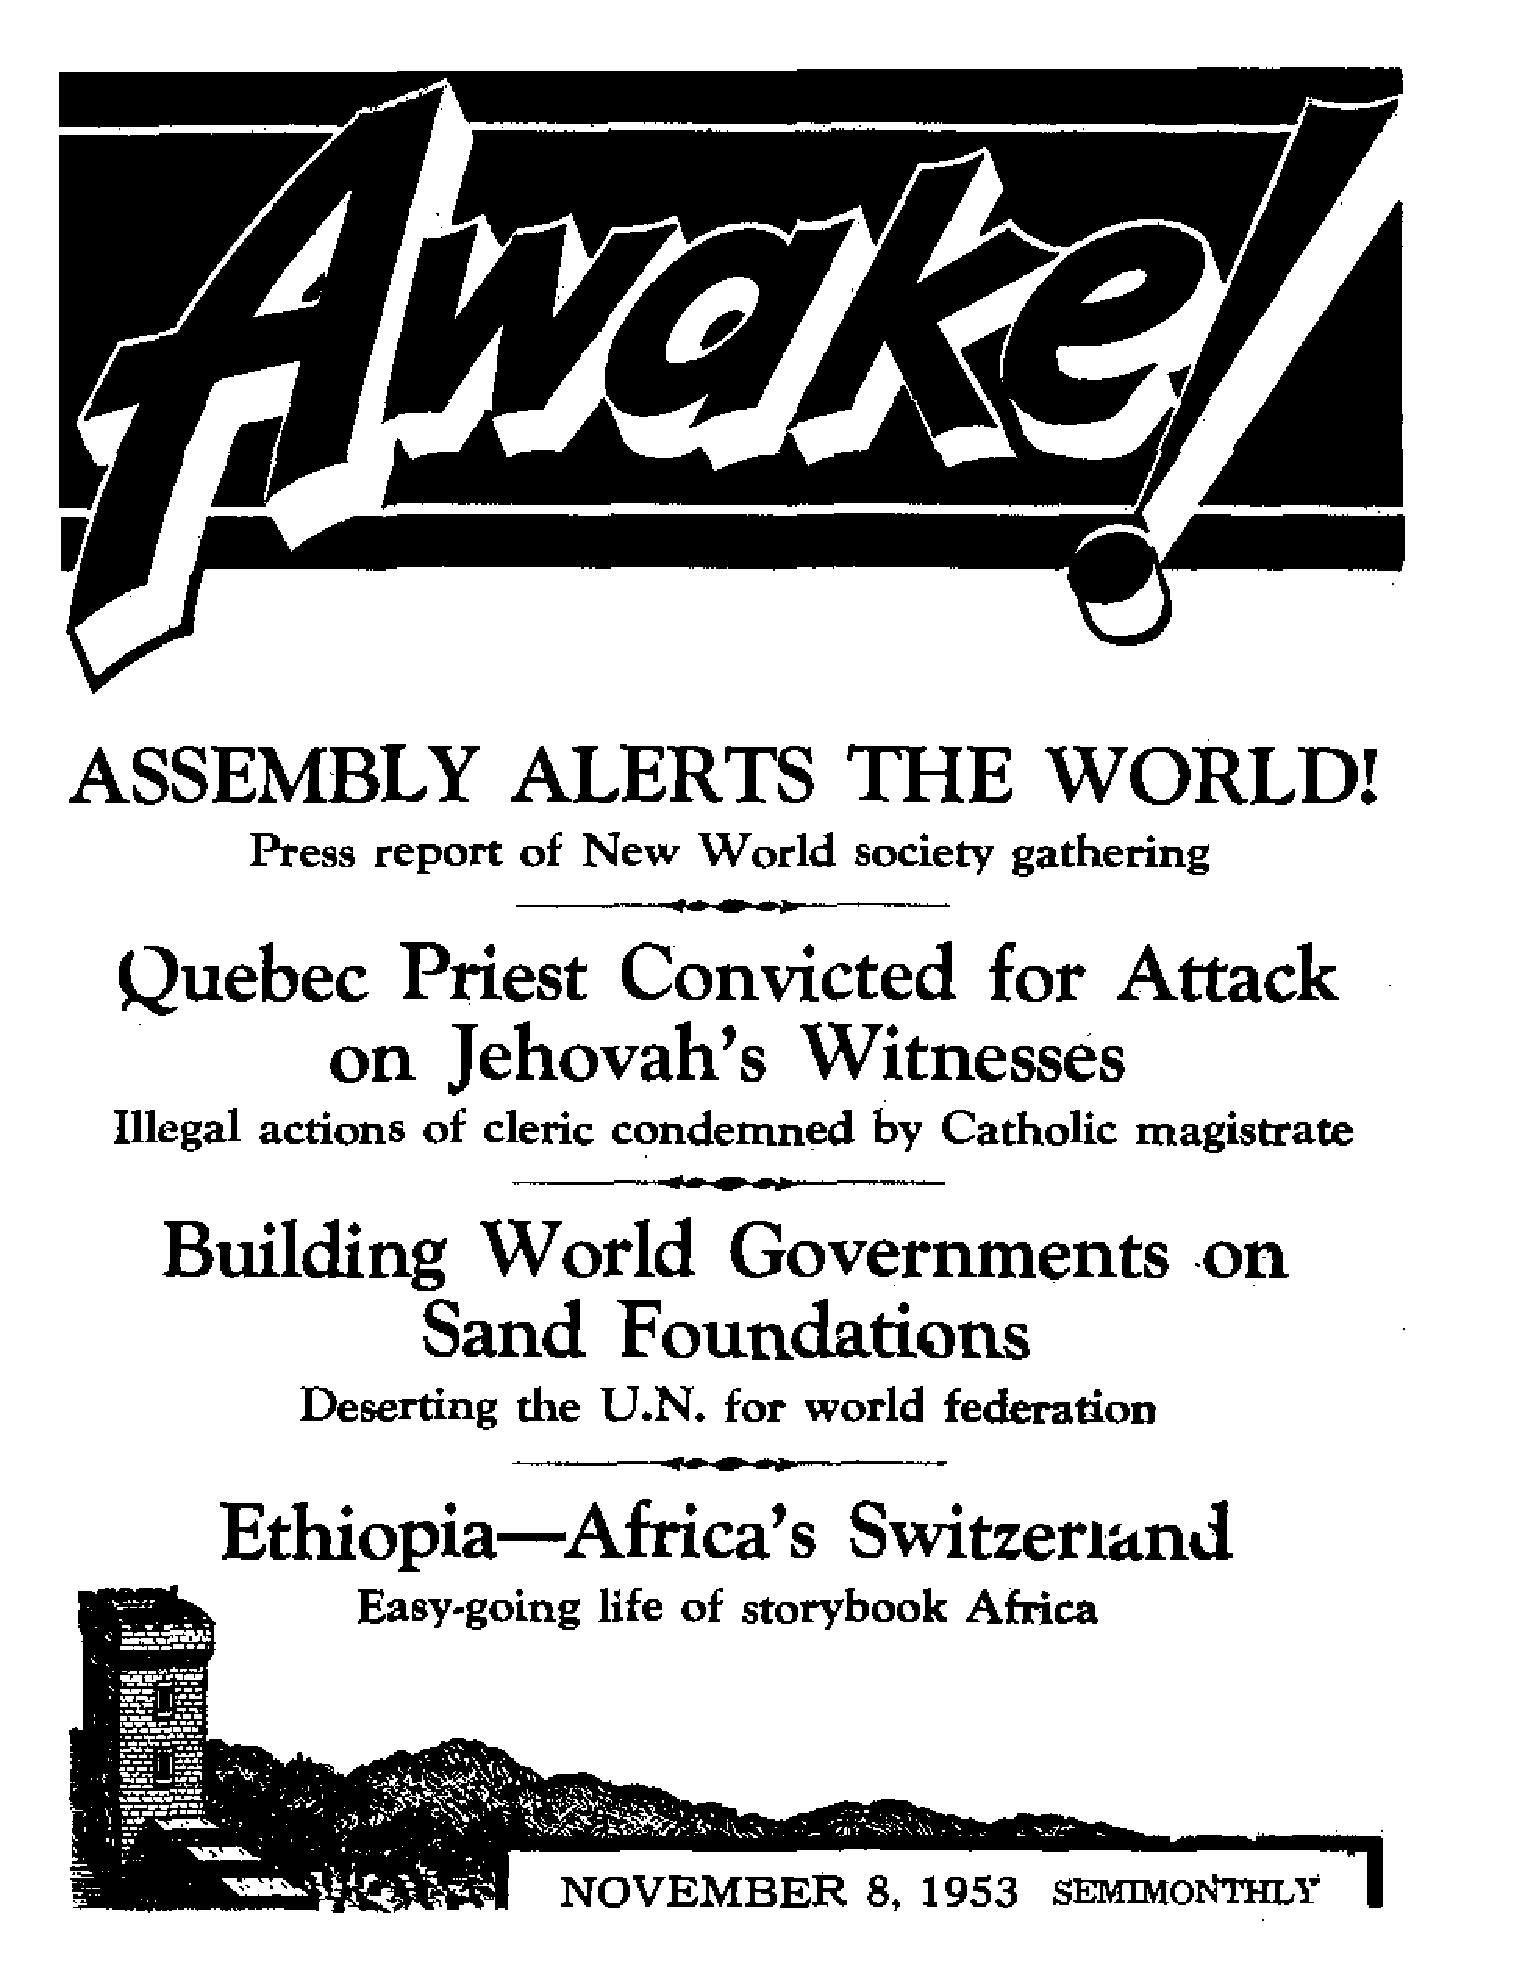 Awake!
ASSEMBLY ALERTS THE WORLD!
Press report of New World society gathering
Quebec Priest Convicted for Attack
on Jehovah's Witnesses
Illegal actions of cleric condemned by Catholic magistrate
Building World Governments on
Sand Foundations
Deserting the U.N. for world federation
Ethiopia—Africa's Switzerland
Easy-going life of storybook Africa
NOVEMBER 8, 1953 SEMIMONTHLY